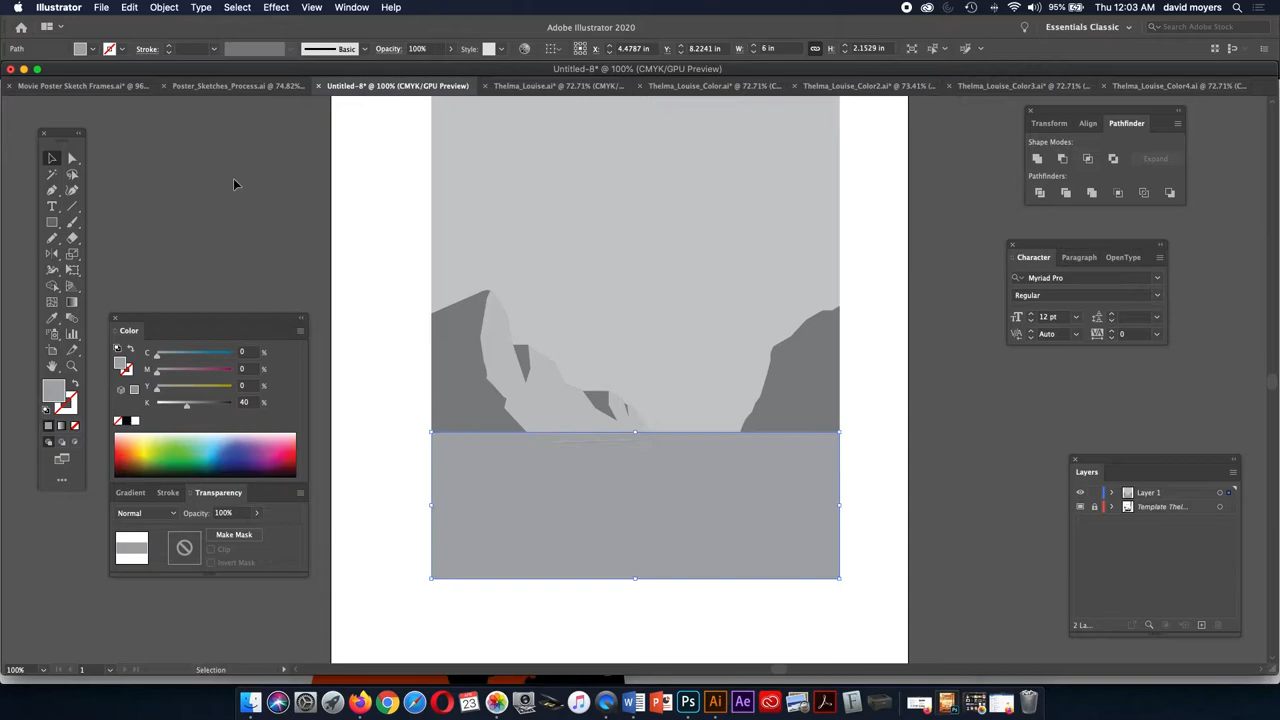 Illustrator File Edit Object Type Select Effect View Window Help
95% Thu 12:03 AM david moyers
Adobe Illustrator 2020
Essentials Classic
Search Adobe Stock
Path Stroke: Basic Opacity: 100% Style: X: 4.4787 in Y: 8.2241 in W: 6 in H: 2.1529 in
Untitled-8* @ 100% (CMYK/GPU Preview)
Movie Poster Sketch Frames.ai* @ 96...
Poster_Sketches_Process.ai @ 74.82%...
Untitled-8* @ 100% (CMYK/GPU Preview)
Thelma_Louise.ai* @ 72.71% (CMYK/...
Thelma_Louise_Color.ai* @ 72.71% (C...
Thelma_Louise_Color2.ai* @ 73.41% (C...
Thelma_Louise_Color3.ai* @ 72.71% (C...
Thelma_Louise_Color4.ai @ 72.71% (C...
Transform Align Pathfinder
Shape Modes:
Expand
Pathfinders:
Character Paragraph OpenType
Myriad Pro
Regular
12 pt
Auto 0
Color
C 0 %
M 0 %
Y 0 %
K 40 %
Gradient Stroke Transparency
Normal Opacity: 100%
Make Mask
Clip
Invert Mask
Layers
Layer 1
Template Thel...
2 La...
100% 1 Selection
APR
23